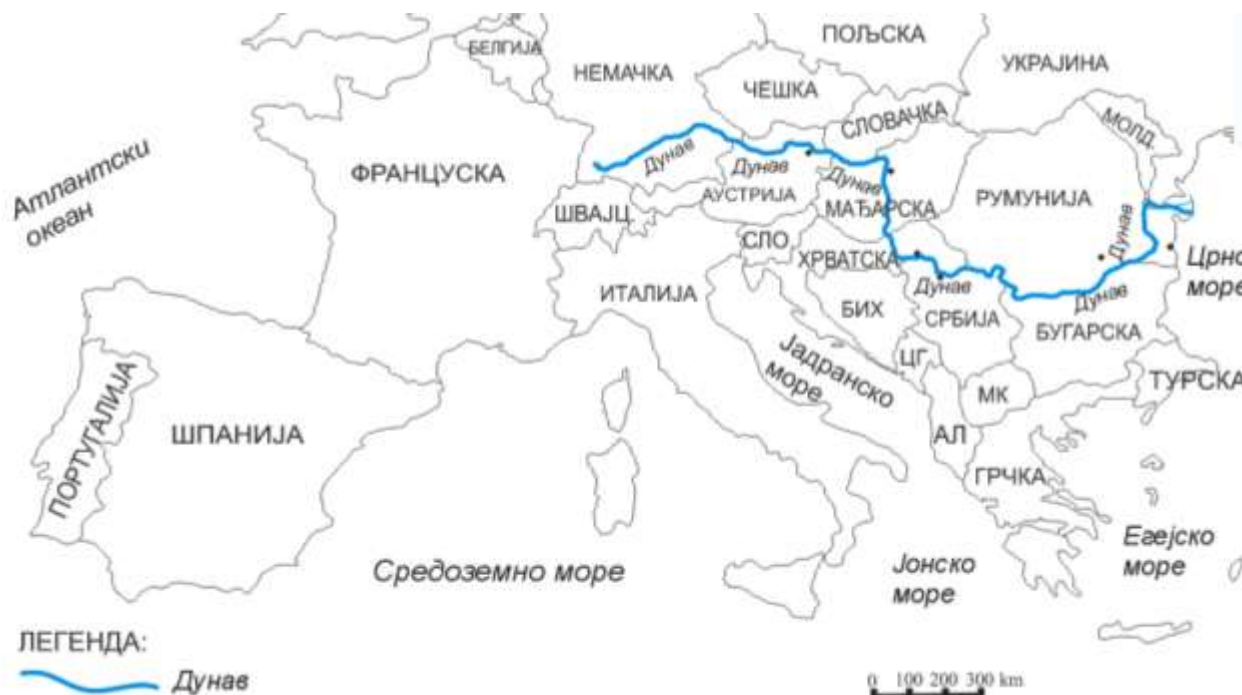 ПОЉСКА
БЕЛГИЈА
НЕМАЧКА
УКРАЈИНА
ЧЕШКА
СЛОВАЧКА
МОЛД.
Атлантски
океан
ФРАНЦУСКА
Дунав
Дунав
Дунав
АУСТРИЈА
ШВАЈЦ.
МАЂАРСКА
РУМУНИЈА
Дунав
СЛО
ХРВАТСКА
ИТАЛИЈА
БИХ
Дунав
СРБИЈА
Дунав
БУГАРСКА
Црно
море
ЦГ
Јадранско
море
МК
ТУРСКА
ПОРТУГАЛИЈА
ШПАНИЈА
АЛ
ГРЧКА
Егејско
море
Средоземно море
Јонско
море
ЛЕГЕНДА:
Дунав
0 100 200 300 km